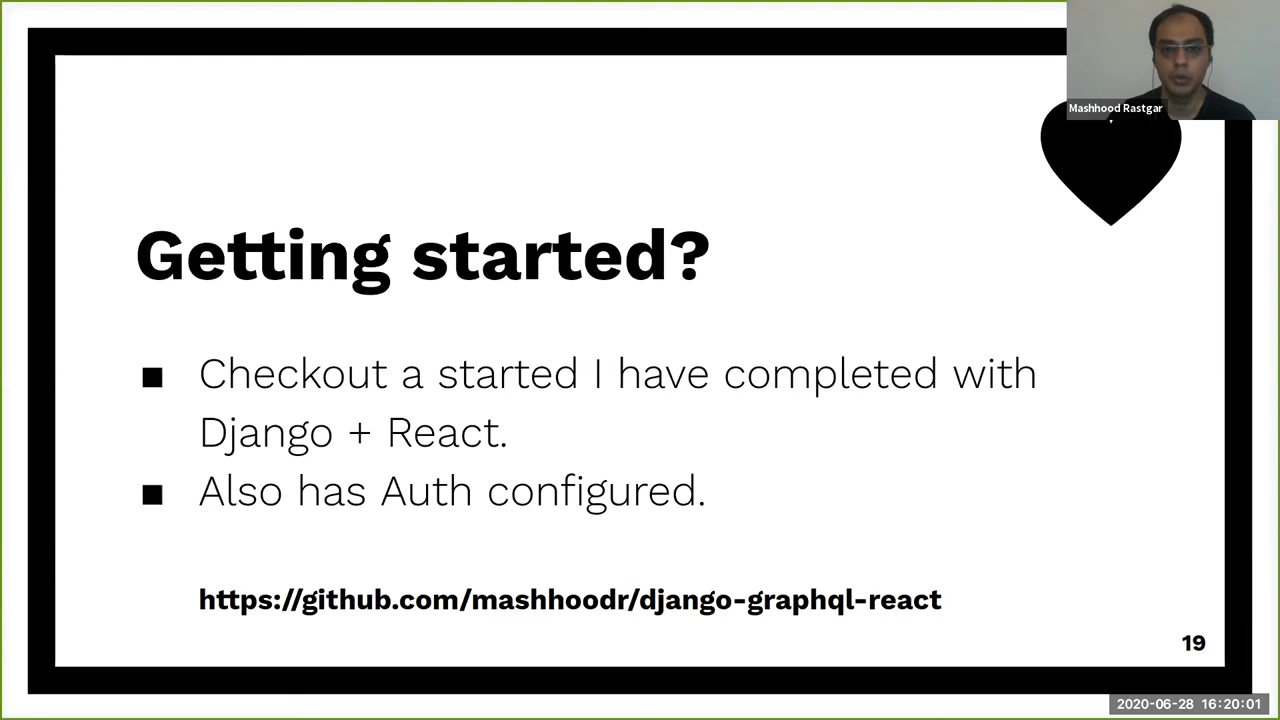 Mashhood Rastgar
Getting started?
■ Checkout a started I have completed with
Django + React.
■ Also has Auth configured.
https://github.com/mashhoodr/django-graphql-react
19
2020-06-28 16:20:01